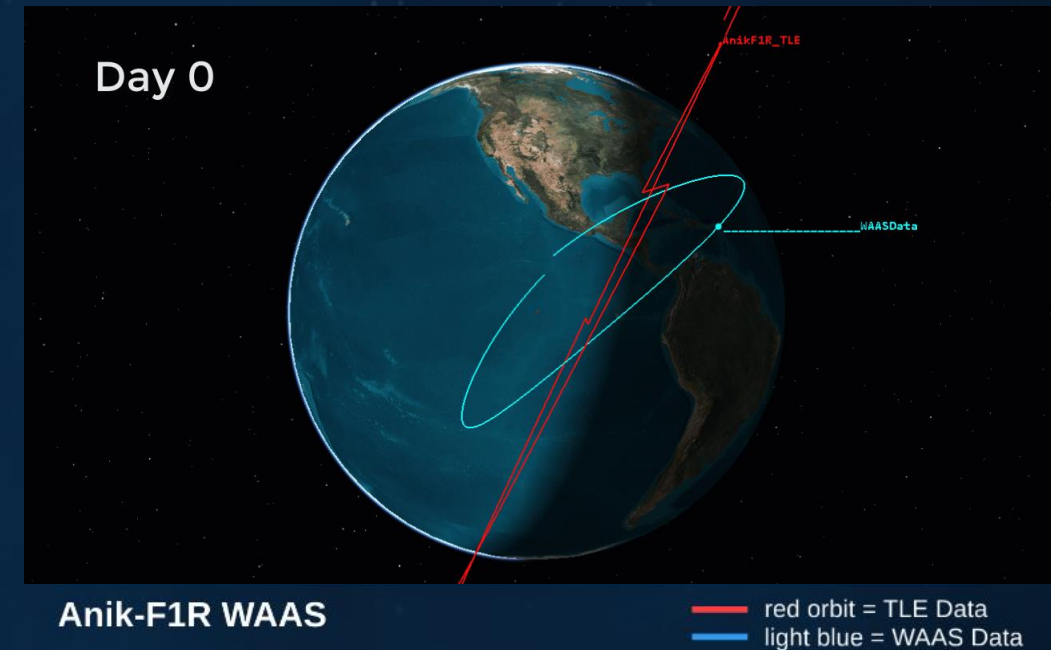 Day 0
AnikF1R_TLE
WAASData
Anik-F1R WAAS
red orbit = TLE Data
light blue = WAAS Data